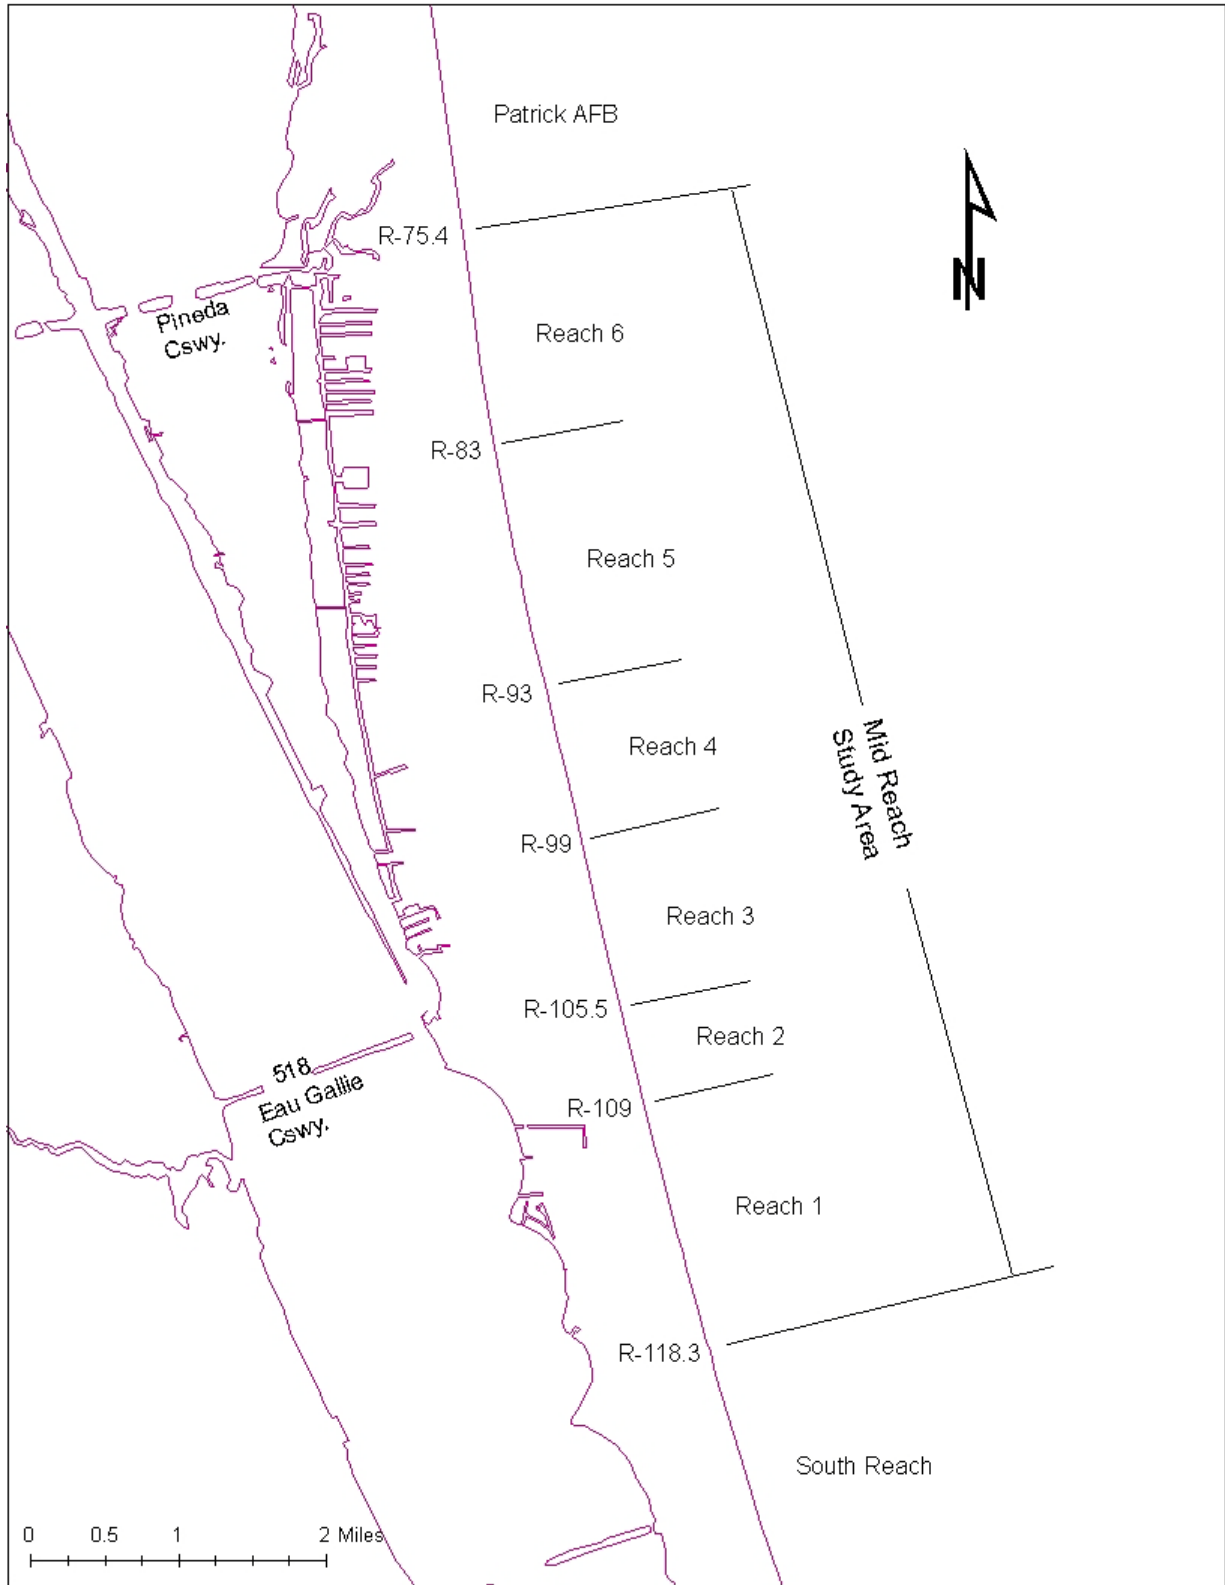 Patrick AFB
R-75.4
N
Pineda
Cswy.
Reach 6
R-83
Reach 5
R-93
Reach 4
Mid Reach
Study Area
R-99
Reach 3
R-105.5
Reach 2
518
Eau Gallie
Cswy.
R-109
Reach 1
R-118.3
South Reach
0 0.5 1 2 Miles